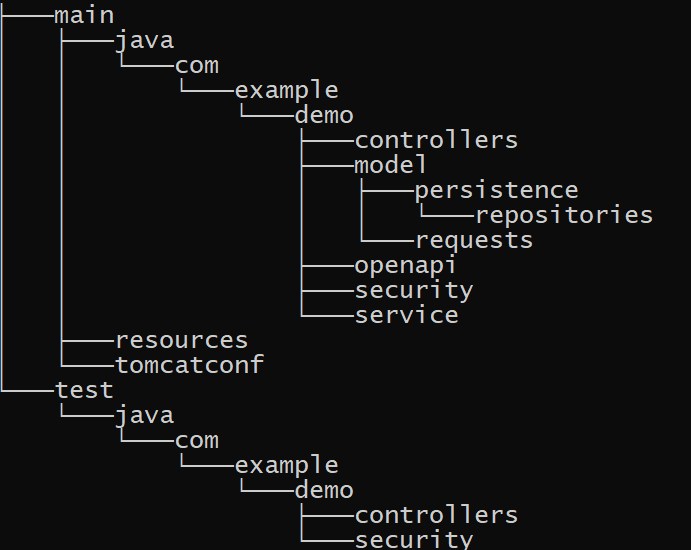 ├───main
│   ├───java
│   │   └───com
│   │       └───example
│   │           └───demo
│   │               ├───controllers
│   │               ├───model
│   │               │   ├───persistence
│   │               │   │   └───repositories
│   │               │   └───requests
│   │               ├───openapi
│   │               ├───security
│   │               └───service
│   ├───resources
│   └───tomcatconf
└───test
    └───java
        └───com
            └───example
                └───demo
                    ├───controllers
                    └───security